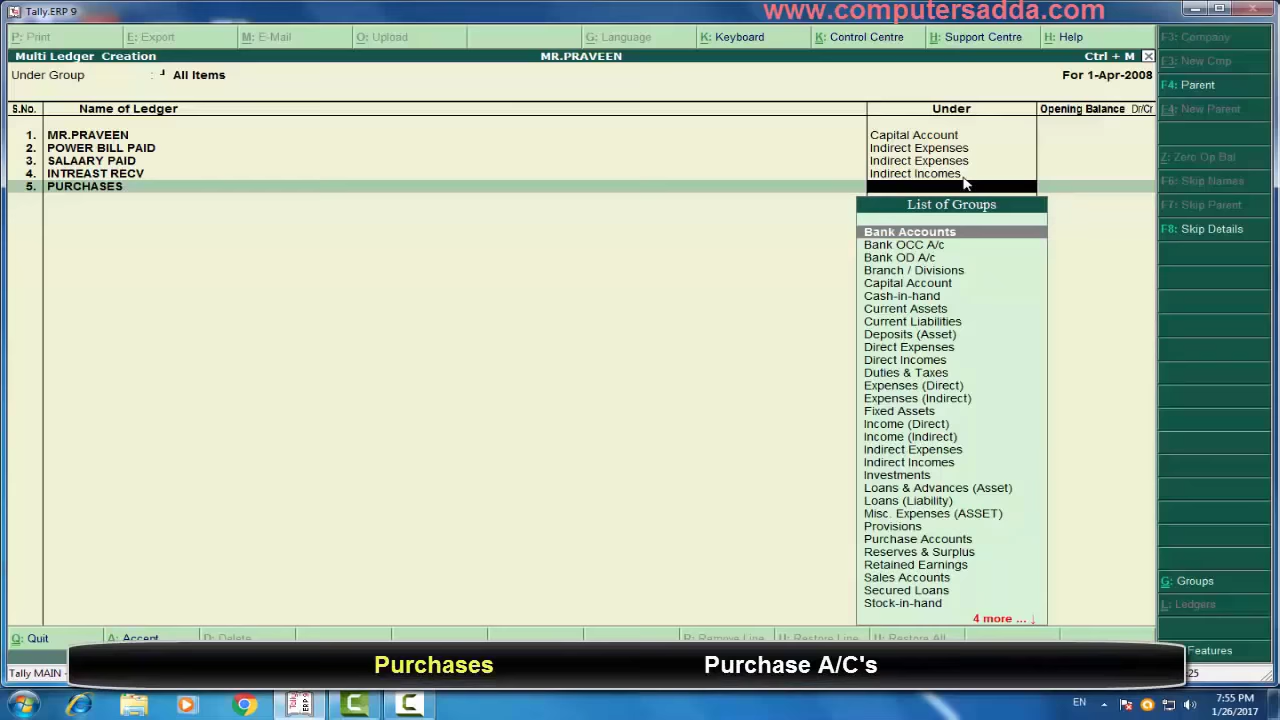 Tally.ERP 9
www.computersadda.com
P: Print E: Export M: E-Mail O: Upload G: Language K: Keyboard K: Control Centre H: Support Centre H: Help
F3: Company
Multi Ledger Creation MR.PRAVEEN Ctrl + M
F3: New Cmp
Under Group : ┘ All Items For 1-Apr-2008
F4: Parent
S.No. Name of Ledger Under Opening Balance Dr/Cr
F4: New Parent
1. MR.PRAVEEN Capital Account
2. POWER BILL PAID Indirect Expenses
3. SALAARY PAID Indirect Expenses
4. INTREAST RECV Indirect Incomes
5. PURCHASES
Z: Zero Op Bal
F6: Skip Names
F7: Skip Parent
F8: Skip Details
List of Groups
Bank Accounts
Bank OCC A/c
Bank OD A/c
Branch / Divisions
Capital Account
Cash-in-hand
Current Assets
Current Liabilities
Deposits (Asset)
Direct Expenses
Direct Incomes
Duties & Taxes
Expenses (Direct)
Expenses (Indirect)
Fixed Assets
Income (Direct)
Income (Indirect)
Indirect Expenses
Indirect Incomes
Investments
Loans & Advances (Asset)
Loans (Liability)
Misc. Expenses (ASSET)
Provisions
Purchase Accounts
Reserves & Surplus
Retained Earnings
Sales Accounts
Secured Loans
Stock-in-hand
4 more ... ↓
G: Groups
L: Ledgers
Q: Quit A: Accept D: Delete R: Remove Line U: Restore Line U: Restore All
Features
Purchases Purchase A/C's
Tally MAIN 25
EN 7:55 PM
1/26/2017